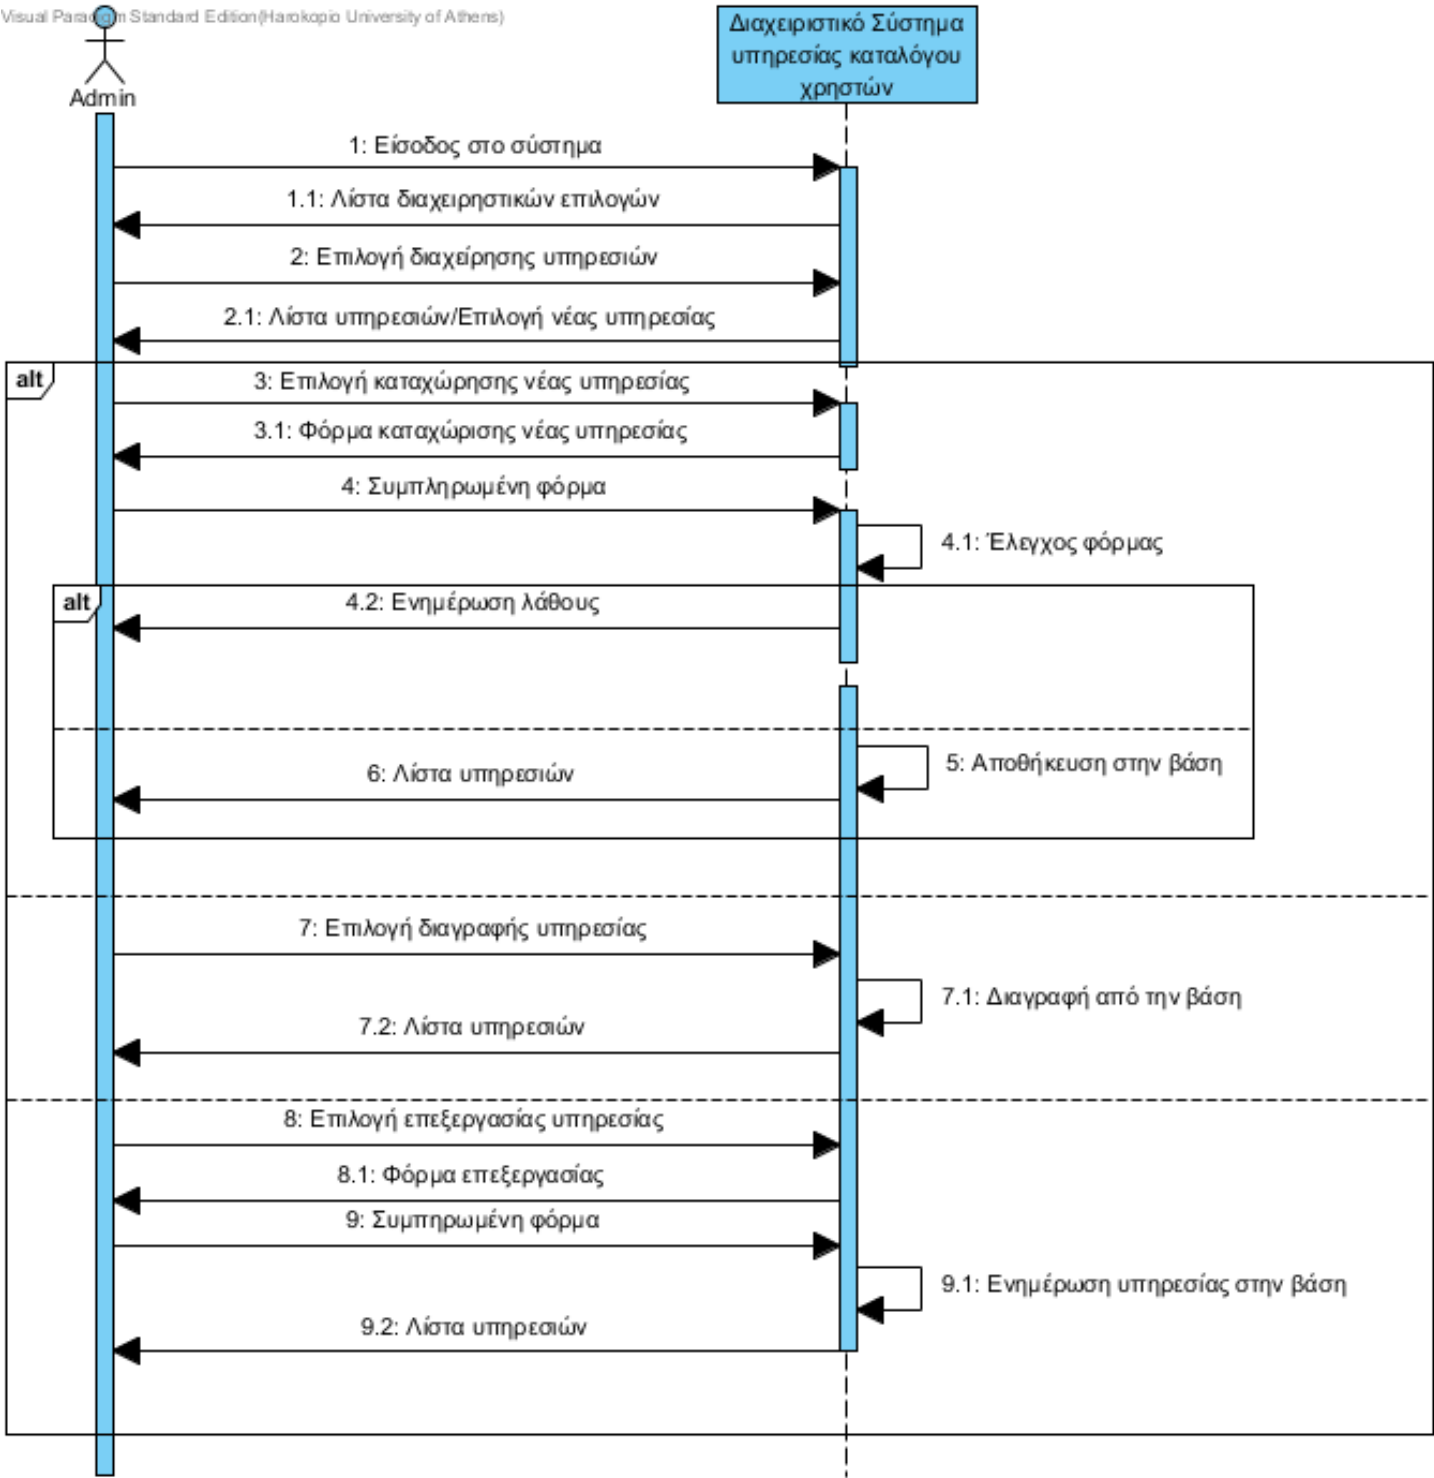 Visual Paradigm Standard Edition(Harokopio University of Athens)
Admin
Διαχειριστικό Σύστημα
υπηρεσίας καταλόγου
χρηστών
1: Είσοδος στο σύστημα
1.1: Λίστα διαχειρηστικών επιλογών
2: Επιλογή διαχείρησης υπηρεσιών
2.1: Λίστα υπηρεσιών/Επιλογή νέας υπηρεσίας
alt
3: Επιλογή καταχώρησης νέας υπηρεσίας
3.1: Φόρμα καταχώρισης νέας υπηρεσίας
4: Συμπληρωμένη φόρμα
4.1: Έλεγχος φόρμας
alt
4.2: Ενημέρωση λάθους
5: Αποθήκευση στην βάση
6: Λίστα υπηρεσιών
7: Επιλογή διαγραφής υπηρεσίας
7.1: Διαγραφή από την βάση
7.2: Λίστα υπηρεσιών
8: Επιλογή επεξεργασίας υπηρεσίας
8.1: Φόρμα επεξεργασίας
9: Συμπηρωμένη φόρμα
9.1: Ενημέρωση υπηρεσίας στην βάση
9.2: Λίστα υπηρεσιών